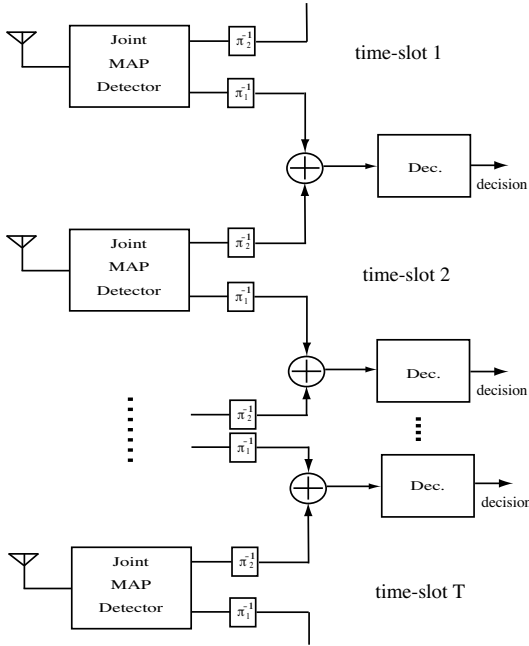 π₂⁻¹
time-slot 1
Joint
MAP
Detector
π₁⁻¹
Dec.
decision
Joint
MAP
Detector
π₂⁻¹
time-slot 2
π₁⁻¹
Dec.
decision
π₂⁻¹
π₁⁻¹
Dec.
decision
Joint
MAP
Detector
π₂⁻¹
time-slot T
π₁⁻¹